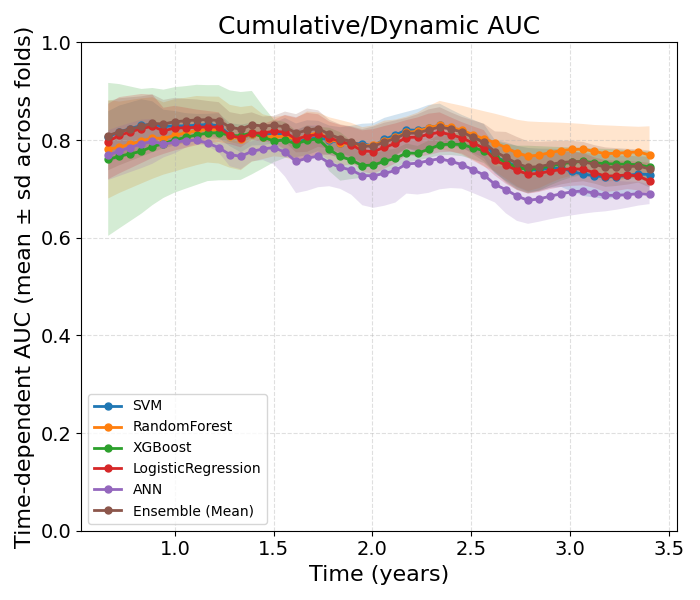 Cumulative/Dynamic AUC
Time-dependent AUC (mean ± sd across folds)
1.0
0.8
0.6
0.4
0.2
0.0
SVM
RandomForest
XGBoost
LogisticRegression
ANN
Ensemble (Mean)
1.0 1.5 2.0 2.5 3.0 3.5
Time (years)